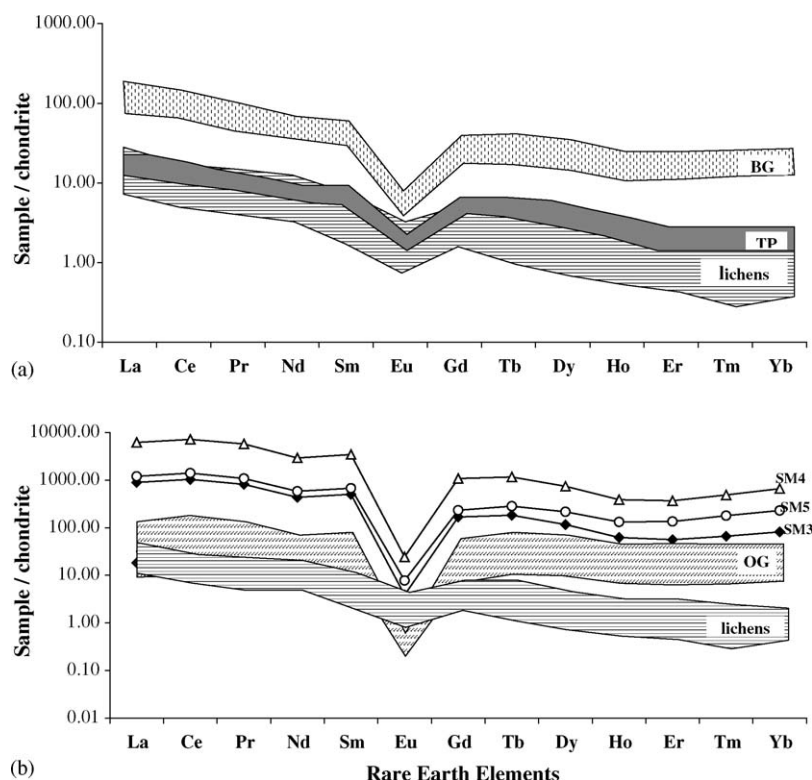 1000.00
100.00
10.00
1.00
0.10
Sample / chondrite
BG
TP
lichens
(a)
La Ce Pr Nd Sm Eu Gd Tb Dy Ho Er Tm Yb
10000.00
1000.00
100.00
10.00
1.00
0.10
0.01
Sample / chondrite
SM4
SM5
SM3
OG
lichens
La Ce Pr Nd Sm Eu Gd Tb Dy Ho Er Tm Yb
(b)
Rare Earth Elements